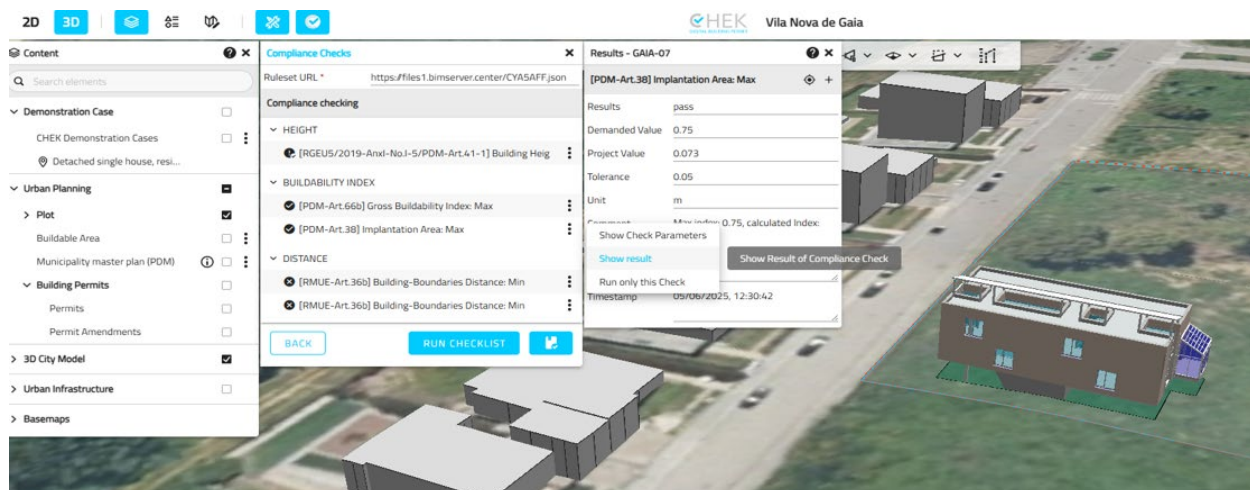 2D 3D
CHEK
DIGITAL BUILDING PERMIT
Vila Nova de Gaia
Content
Search elements
Demonstration Case
CHEK Demonstration Cases
Detached single house, resi...
Urban Planning
Plot
Buildable Area
Municipality master plan (PDM)
Building Permits
Permits
Permit Amendments
3D City Model
Urban Infrastructure
Basemaps
Compliance Checks
Ruleset URL * https://files1.bimserver.center/CYA5AFF.json
Compliance checking
HEIGHT
[RGEU5/2019-AnxI-No.I-5/PDM-Art.41-1] Building Heig
BUILDABILITY INDEX
[PDM-Art.66b] Gross Buildability Index: Max
[PDM-Art.38] Implantation Area: Max
DISTANCE
[RMUE-Art.36b] Building-Boundaries Distance: Min
[RMUE-Art.36b] Building-Boundaries Distance: Min
BACK RUN CHECKLIST
Results - GAIA-07
[PDM-Art.38] Implantation Area: Max
Results pass
Demanded Value 0.75
Project Value 0.073
Tolerance 0.05
Unit m
Comment Max index: 0.75, calculated Index:
Show Check Parameters
Show result
Show Result of Compliance Check
Run only this Check
Timestamp 05/06/2025, 12:30:42